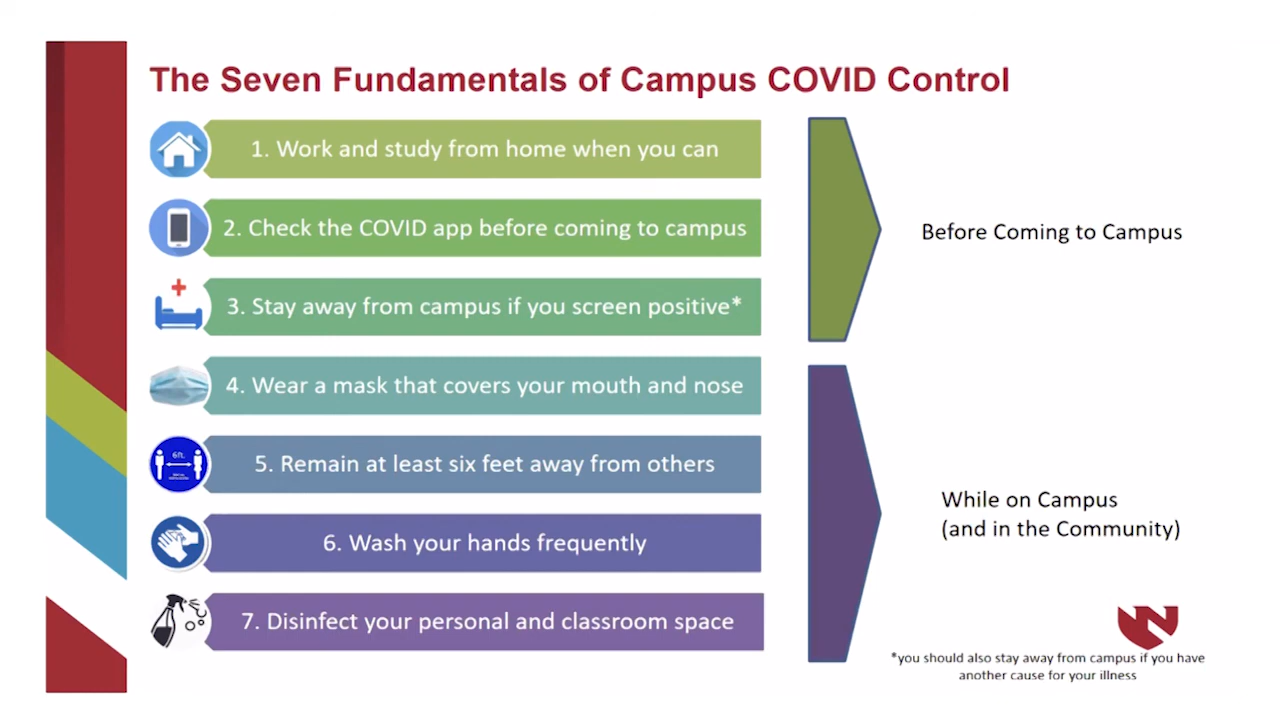 The Seven Fundamentals of Campus COVID Control
1. Work and study from home when you can
2. Check the COVID app before coming to campus
3. Stay away from campus if you screen positive*
Before Coming to Campus
4. Wear a mask that covers your mouth and nose
5. Remain at least six feet away from others
6ft.
6. Wash your hands frequently
7. Disinfect your personal and classroom space
While on Campus
(and in the Community)
N
*you should also stay away from campus if you have
another cause for your illness